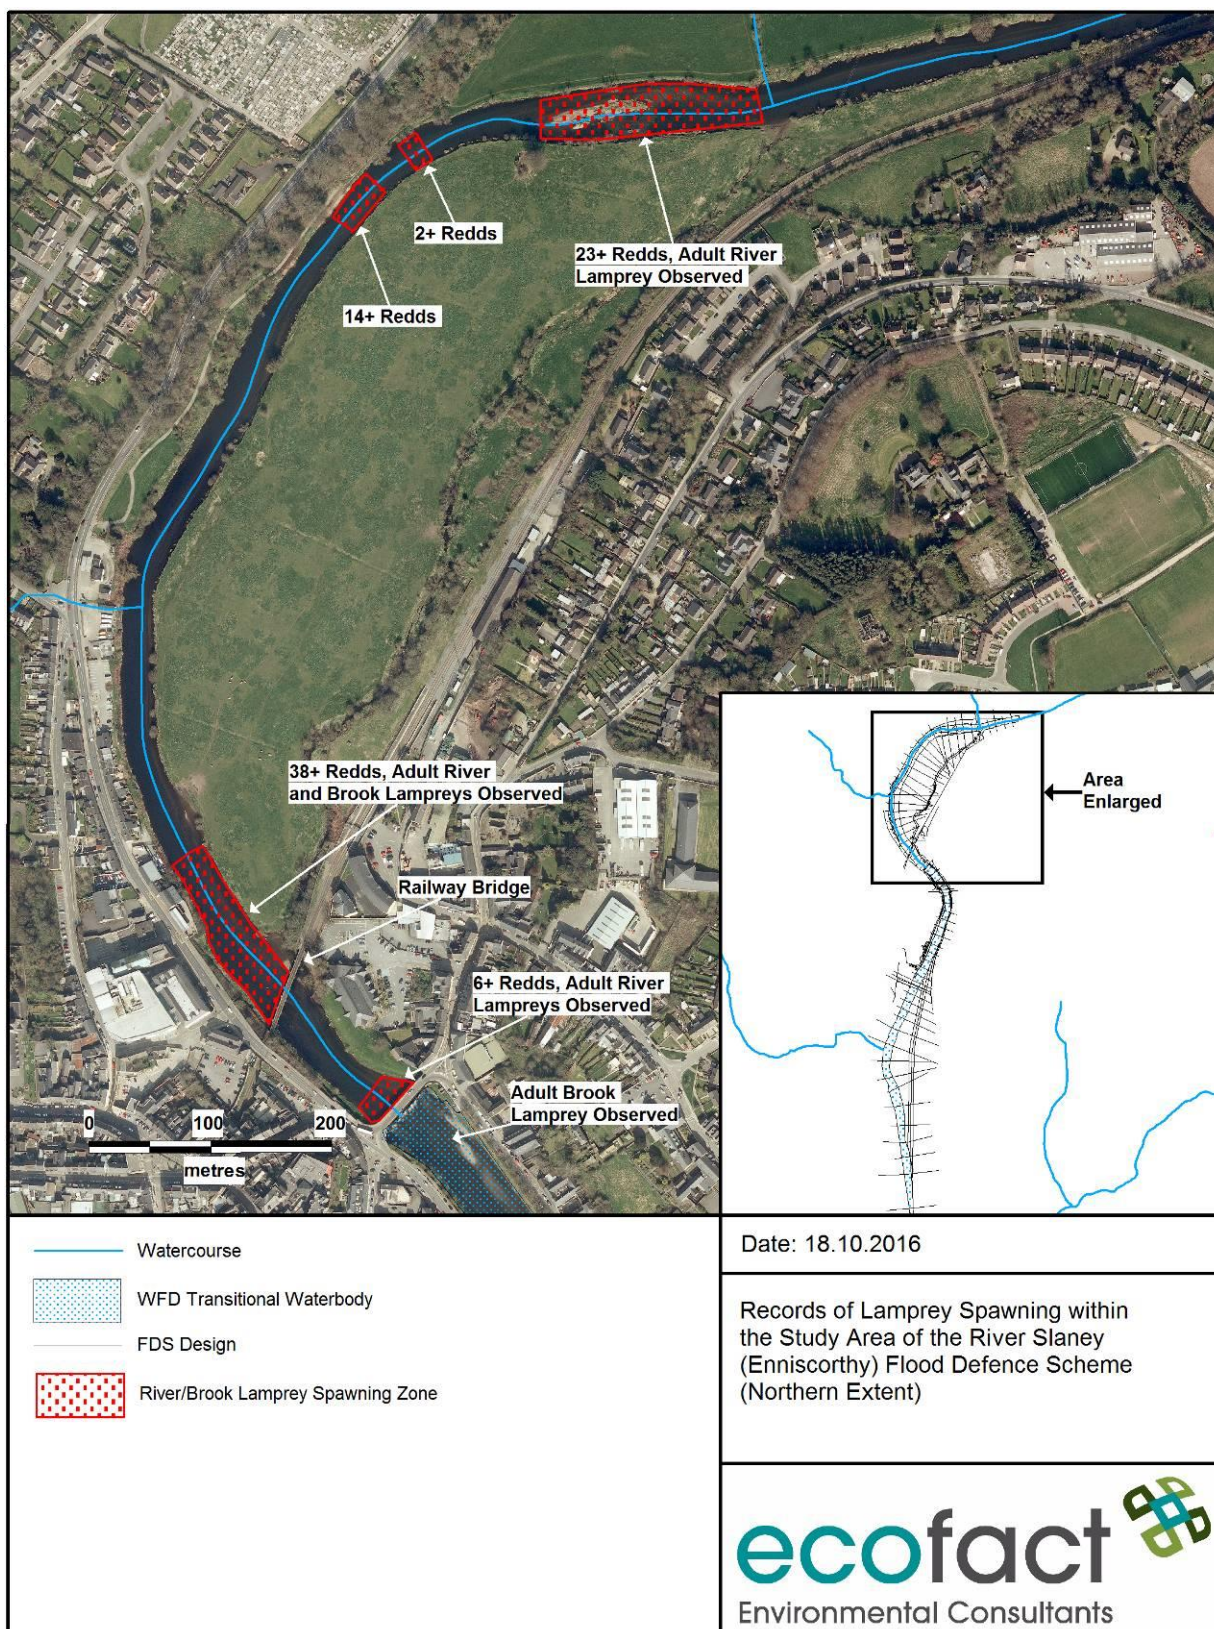 2+ Redds
23+ Redds, Adult River
Lamprey Observed
14+ Redds
38+ Redds, Adult River
and Brook Lampreys Observed
Area
Enlarged
Railway Bridge
6+ Redds, Adult River
Lampreys Observed
Adult Brook
Lamprey Observed
0 100 200
metres
Watercourse
WFD Transitional Waterbody
FDS Design
River/Brook Lamprey Spawning Zone
Date: 18.10.2016
Records of Lamprey Spawning within
the Study Area of the River Slaney
(Enniscorthy) Flood Defence Scheme
(Northern Extent)
ecofact
Environmental Consultants